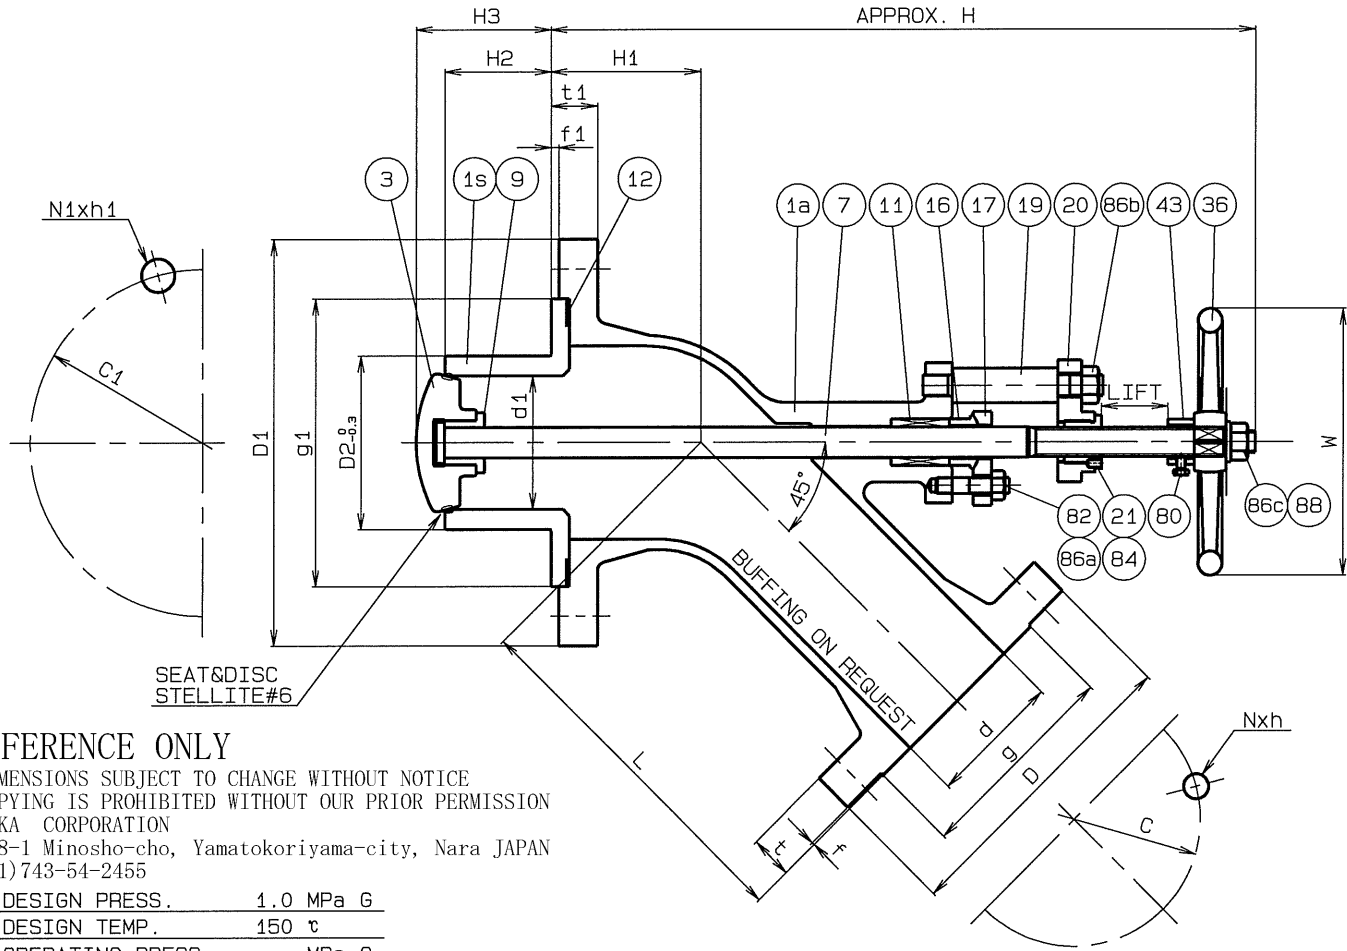 H3
APPROX. H
H2
H1
t1
f1
3
1s
9
12
1a
7
11
16
17
19
20
86b
43
36
N1xh1
C1
D1
g1
D2 0 -0.3
d1
LIFT
W
45°
82
21
80
86c
88
86a
84
BUFFING ON REQUEST
SEAT&DISC
STELLITE#6
L
d
g
D
Nxh
C
t
f
FERENCE ONLY
MENSIONS SUBJECT TO CHANGE WITHOUT NOTICE
PYING IS PROHIBITED WITHOUT OUR PRIOR PERMISSION
KA CORPORATION
8-1 Minosho-cho, Yamatokoriyama-city, Nara JAPAN
1)743-54-2455
DESIGN PRESS. 1.0 MPa G
DESIGN TEMP. 150 ℃
OPERATING PRESS. MPa G